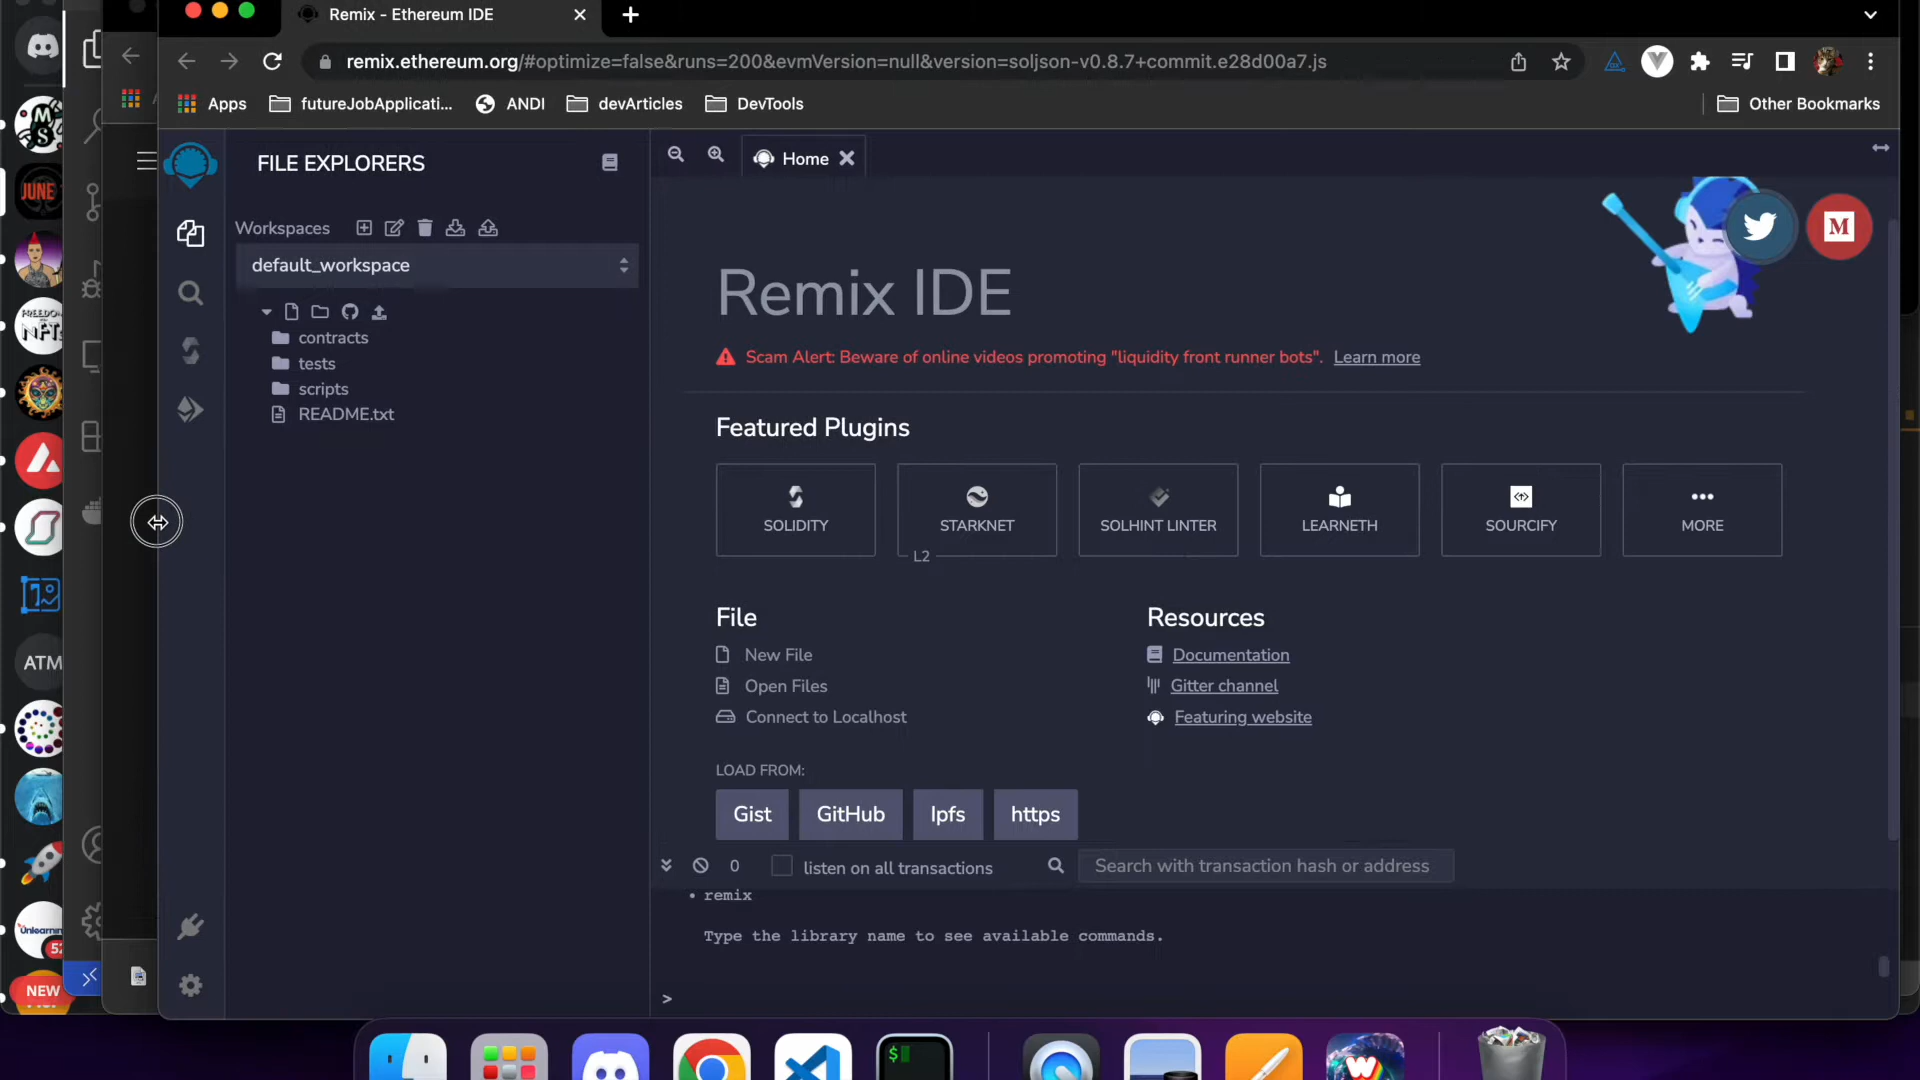 Remix - Ethereum IDE
remix.ethereum.org/#optimize=false&runs=200&evmVersion=null&version=soljson-v0.8.7+commit.e28d00a7.js
Apps
futureJobApplicati...
ANDI
devArticles
DevTools
Other Bookmarks
FILE EXPLORERS
Home
Workspaces
default_workspace
contracts
tests
scripts
README.txt
Remix IDE
Scam Alert: Beware of online videos promoting "liquidity front runner bots". Learn more
Featured Plugins
SOLIDITY
STARKNET
L2
SOLHINT LINTER
LEARNETH
SOURCIFY
MORE
File
New File
Open Files
Connect to Localhost
Resources
Documentation
Gitter channel
Featuring website
LOAD FROM:
Gist
GitHub
Ipfs
https
0
listen on all transactions
Search with transaction hash or address
• remix
Type the library name to see available commands.
>
MS
JUNE
FREEDOM
NFT
ATM
Unlearnin
52
NEW
M
$
W